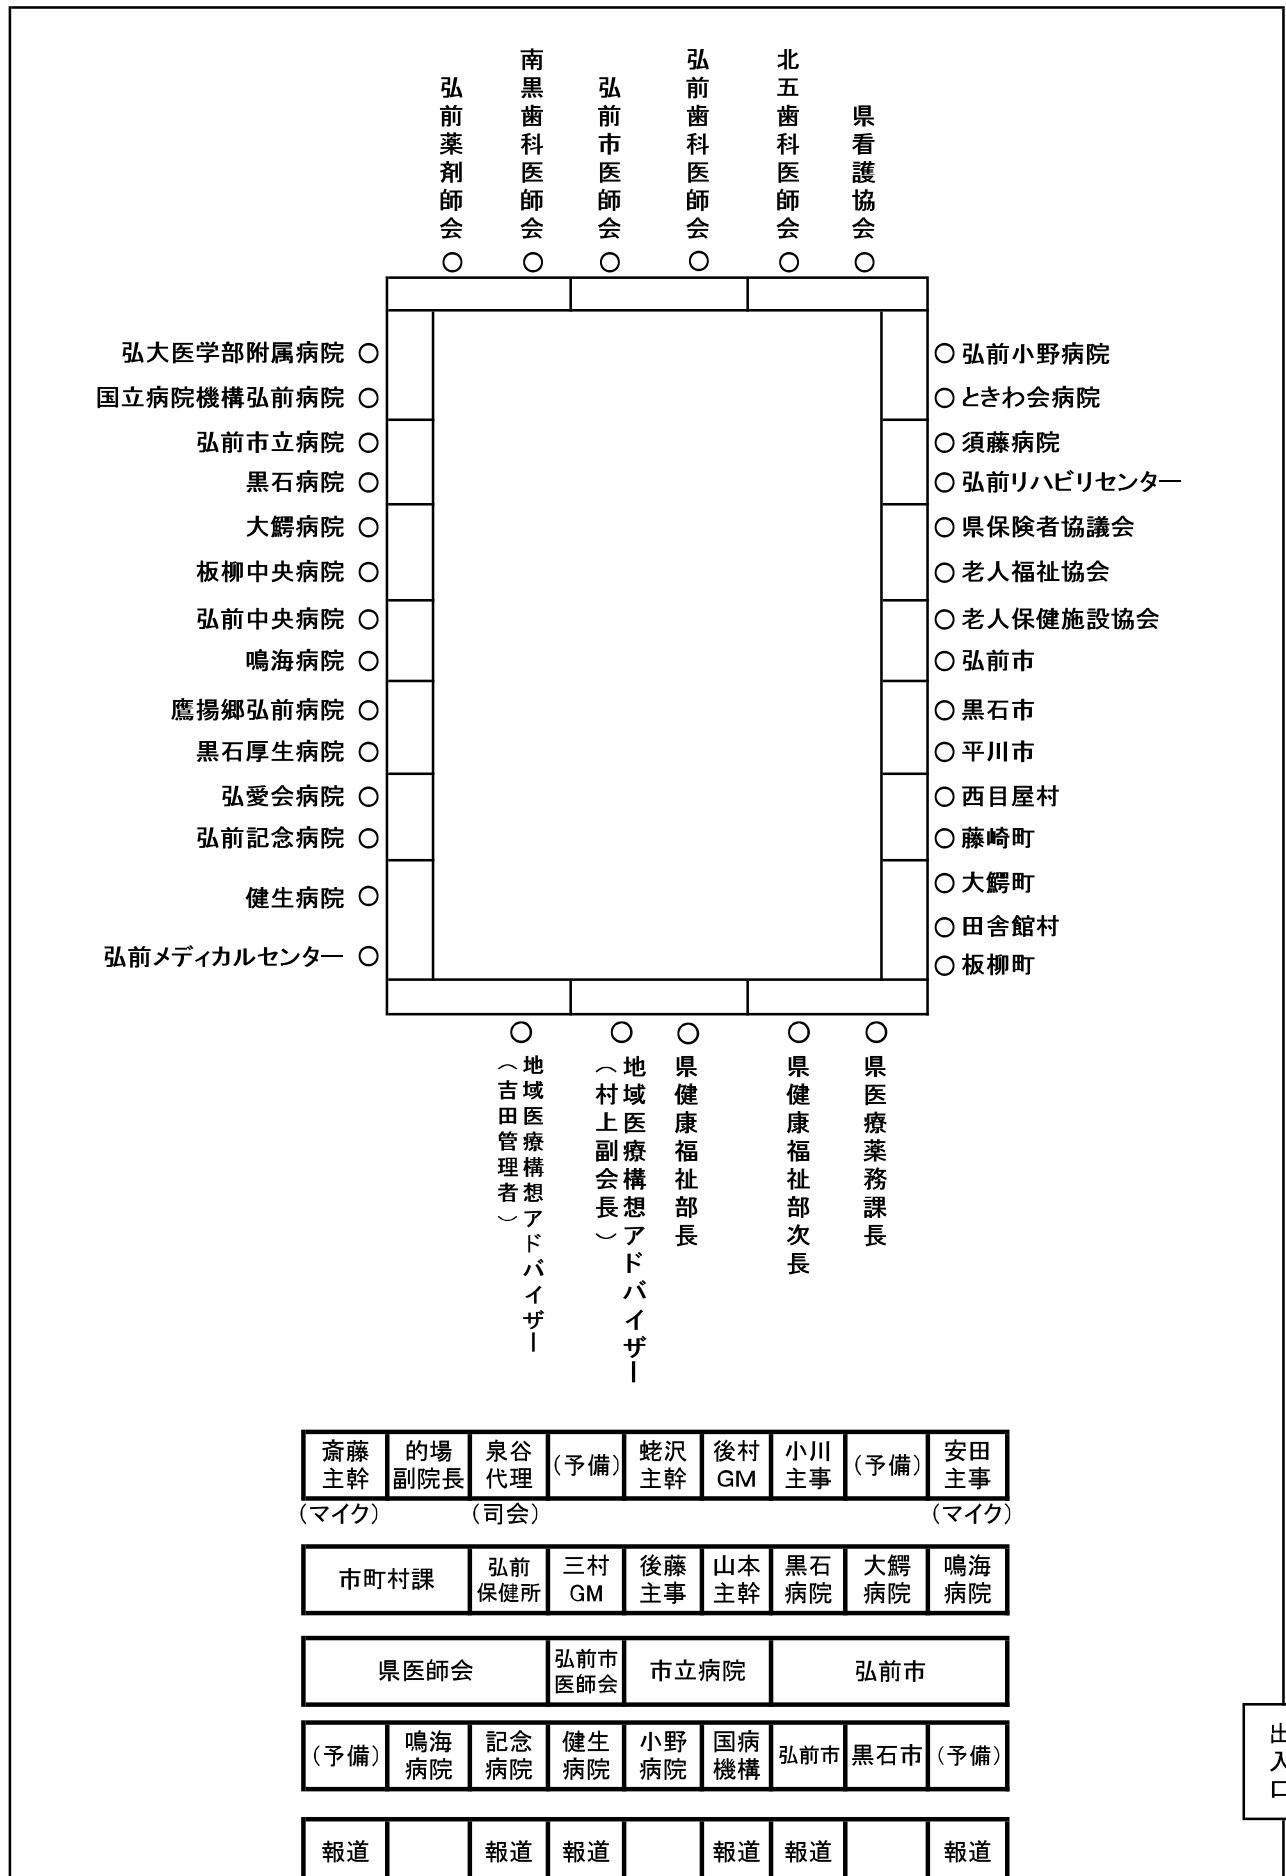 弘前薬剤師会
南黒歯科医師会
弘前市医師会
弘前歯科医師会
北五歯科医師会
県看護協会
弘大医学部附属病院
国立病院機構弘前病院
弘前市立病院
黒石病院
大鰐病院
板柳中央病院
弘前中央病院
鳴海病院
鷹揚郷弘前病院
黒石厚生病院
弘愛会病院
弘前記念病院
健生病院
弘前メディカルセンター
弘前小野病院
ときわ会病院
須藤病院
弘前リハビリセンター
県保険者協議会
老人福祉協会
老人保健施設協会
弘前市
黒石市
平川市
西目屋村
藤崎町
大鰐町
田舎館村
板柳町
地域医療構想アドバイザー
（吉田管理者）
地域医療構想アドバイザー
（村上副会長）
県健康福祉部長
県健康福祉部次長
県医療薬務課長
斎藤
主幹
的場
副院長
泉谷
代理
（予備）
蛯沢
主幹
後村
GM
小川
主事
（予備）
安田
主事
（マイク）
（司会）
（マイク）
市町村課
弘前
保健所
三村
GM
後藤
主事
山本
主幹
黒石
病院
大鰐
病院
鳴海
病院
県医師会
弘前市
医師会
市立病院
弘前市
（予備）
鳴海
病院
記念
病院
健生
病院
小野
病院
国病
機構
弘前市
黒石市
（予備）
出入口
報道
報道
報道
報道
報道
報道